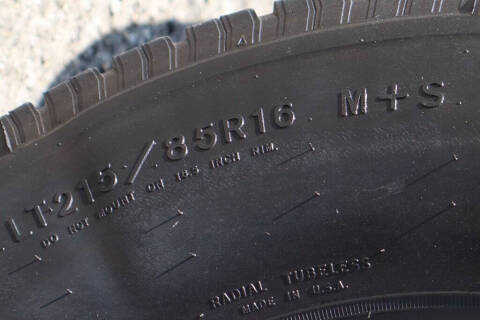 LT215/85R16 M+S
DO NOT MOUNT ON 16.5 INCH RIM.
RADIAL TUBELESS
MADE IN U.S.A.